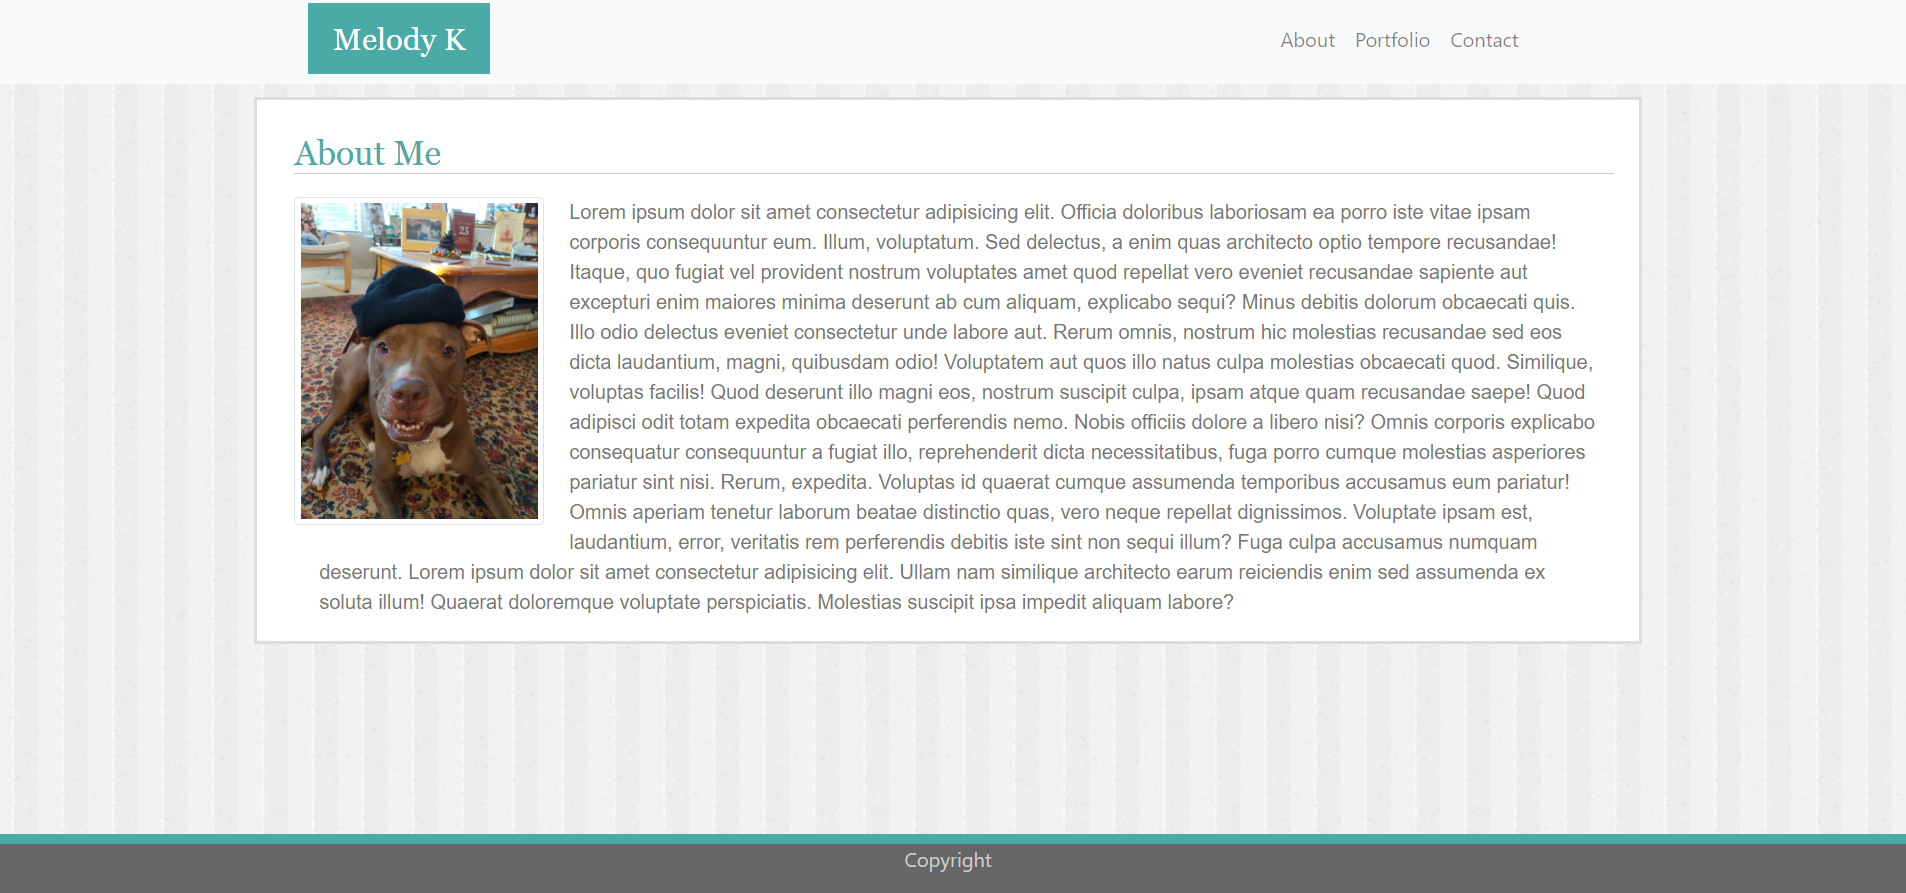 Melody K
About Portfolio Contact
About Me
Lorem ipsum dolor sit amet consectetur adipisicing elit. Officia doloribus laboriosam ea porro iste vitae ipsam
corporis consequuntur eum. Illum, voluptatum. Sed delectus, a enim quas architecto optio tempore recusandae!
Itaque, quo fugiat vel provident nostrum voluptates amet quod repellat vero eveniet recusandae sapiente aut
excepturi enim maiores minima deserunt ab cum aliquam, explicabo sequi? Minus debitis dolorum obcaecati quis.
Illo odio delectus eveniet consectetur unde labore aut. Rerum omnis, nostrum hic molestias recusandae sed eos
dicta laudantium, magni, quibusdam odio! Voluptatem aut quos illo natus culpa molestias obcaecati quod. Similique,
voluptas facilis! Quod deserunt illo magni eos, nostrum suscipit culpa, ipsam atque quam recusandae saepe! Quod
adipisci odit totam expedita obcaecati perferendis nemo. Nobis officiis dolore a libero nisi? Omnis corporis explicabo
consequatur consequuntur a fugiat illo, reprehenderit dicta necessitatibus, fuga porro cumque molestias asperiores
pariatur sint nisi. Rerum, expedita. Voluptas id quaerat cumque assumenda temporibus accusamus eum pariatur!
Omnis aperiam tenetur laborum beatae distinctio quas, vero neque repellat dignissimos. Voluptate ipsam est,
laudantium, error, veritatis rem perferendis debitis iste sint non sequi illum? Fuga culpa accusamus numquam
deserunt. Lorem ipsum dolor sit amet consectetur adipisicing elit. Ullam nam similique architecto earum reiciendis enim sed assumenda ex
soluta illum! Quaerat doloremque voluptate perspiciatis. Molestias suscipit ipsa impedit aliquam labore?
25
Copyright